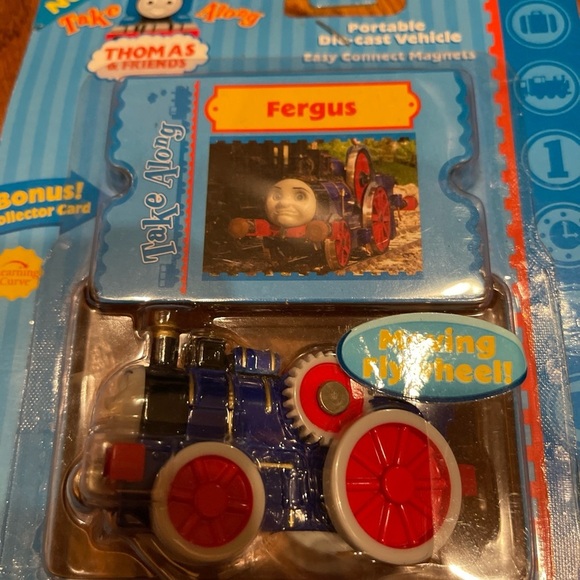 Take Along
THOMAS
& FRIENDS
Portable
Die-cast Vehicle
Easy Connect Magnets
Fergus
Take Along
Bonus!
Collector Card
Learning
Curve
Moving
Flywheel!
1